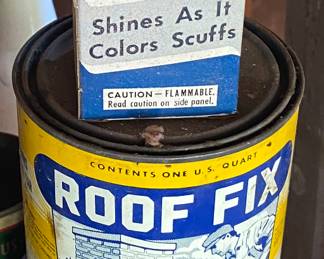 Shines As It
Colors Scuffs
CAUTION— FLAMMABLE.
Read caution on side panel.
CONTENTS ONE U.S. QUART
ROOF FIX